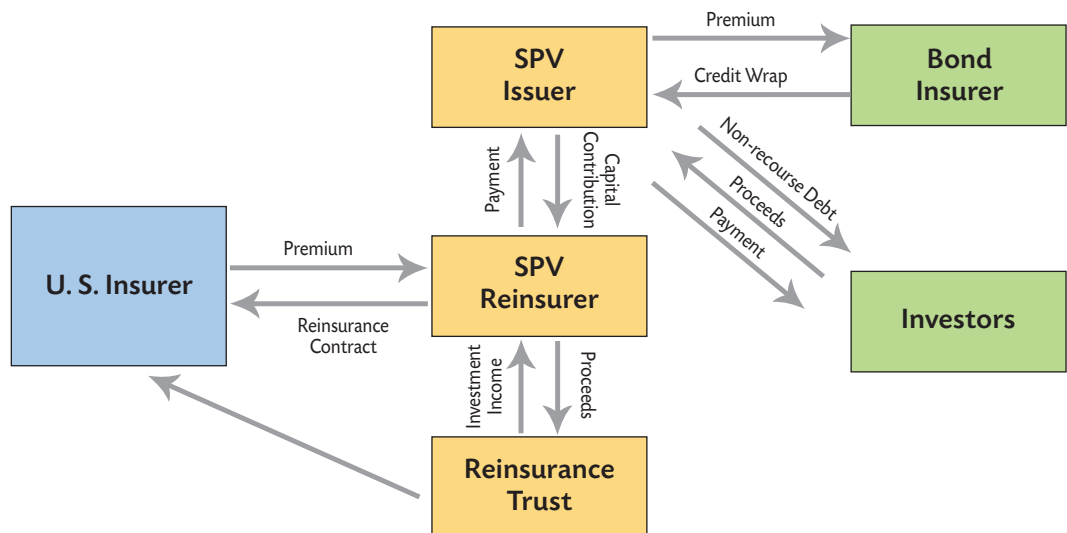 Premium
SPV
Issuer
Bond
Insurer
Credit Wrap
Payment
Capital
Contribution
Non-recourse Debt
Proceeds
Payment
Premium
U. S. Insurer
SPV
Reinsurer
Reinsurance
Contract
Investors
Investment
Income
Proceeds
Reinsurance
Trust